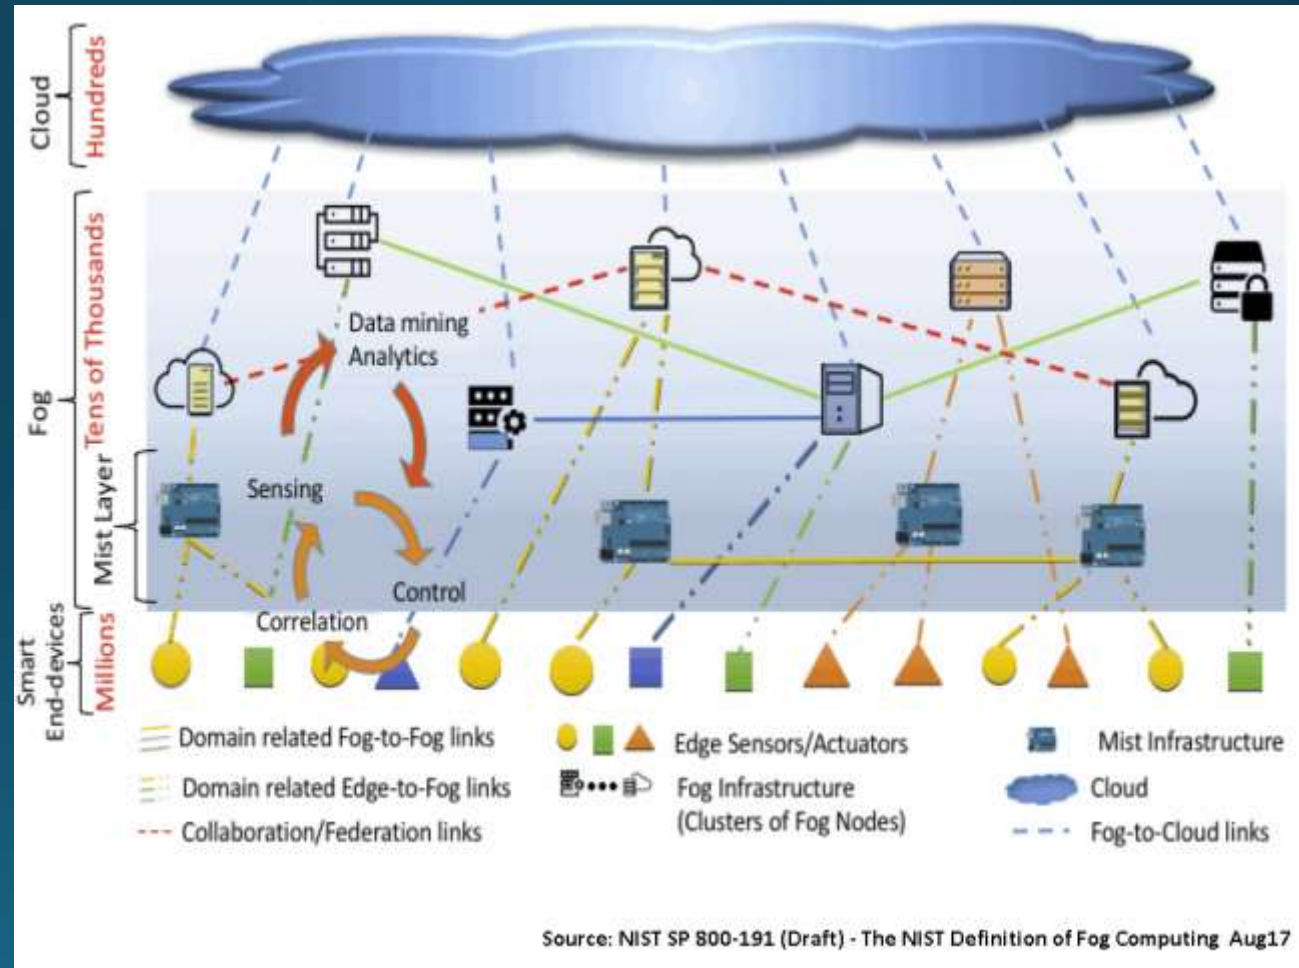 Cloud
Hundreds
Fog
Tens of Thousands
Data mining
Analytics
Mist Layer
Sensing
Control
Correlation
Smart
End-devices
Millions
Domain related Fog-to-Fog links
Edge Sensors/Actuators
Mist Infrastructure
Domain related Edge-to-Fog links
Fog Infrastructure
(Clusters of Fog Nodes)
Cloud
Collaboration/Federation links
Fog-to-Cloud links
Source: NIST SP 800-191 (Draft) - The NIST Definition of Fog Computing Aug17